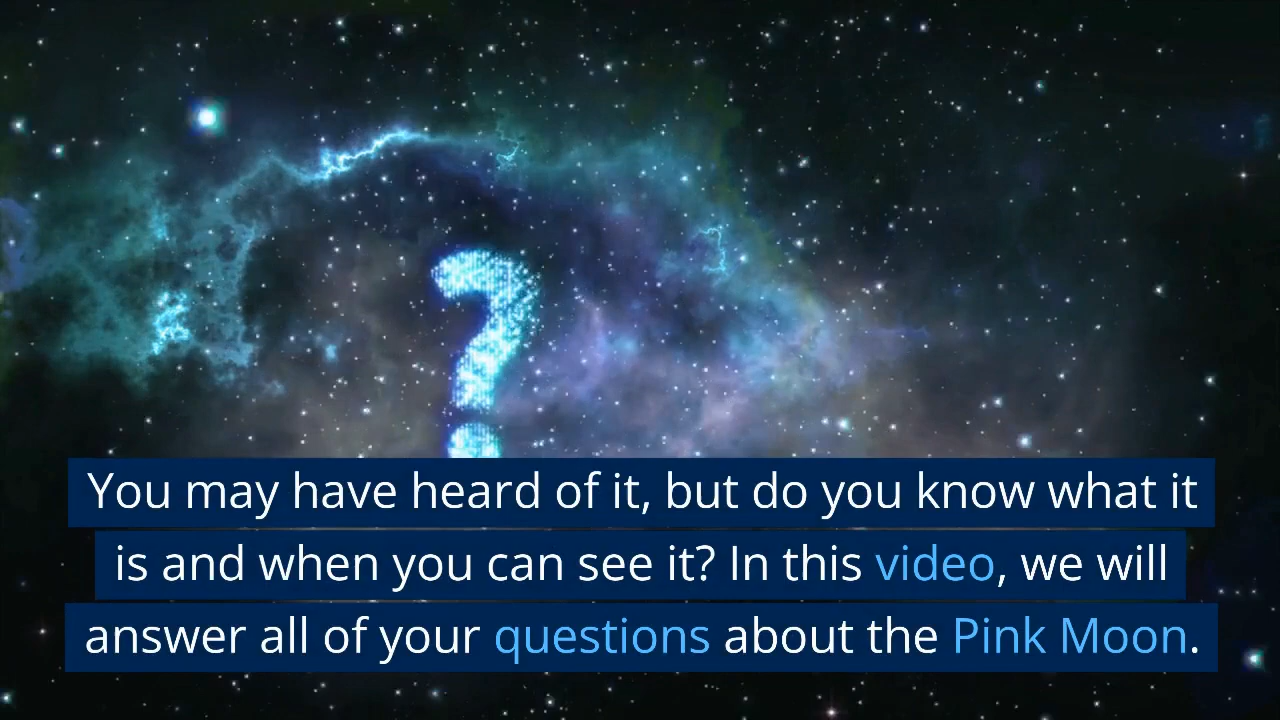 ?
You may have heard of it, but do you know what it
is and when you can see it? In this video, we will
answer all of your questions about the Pink Moon.